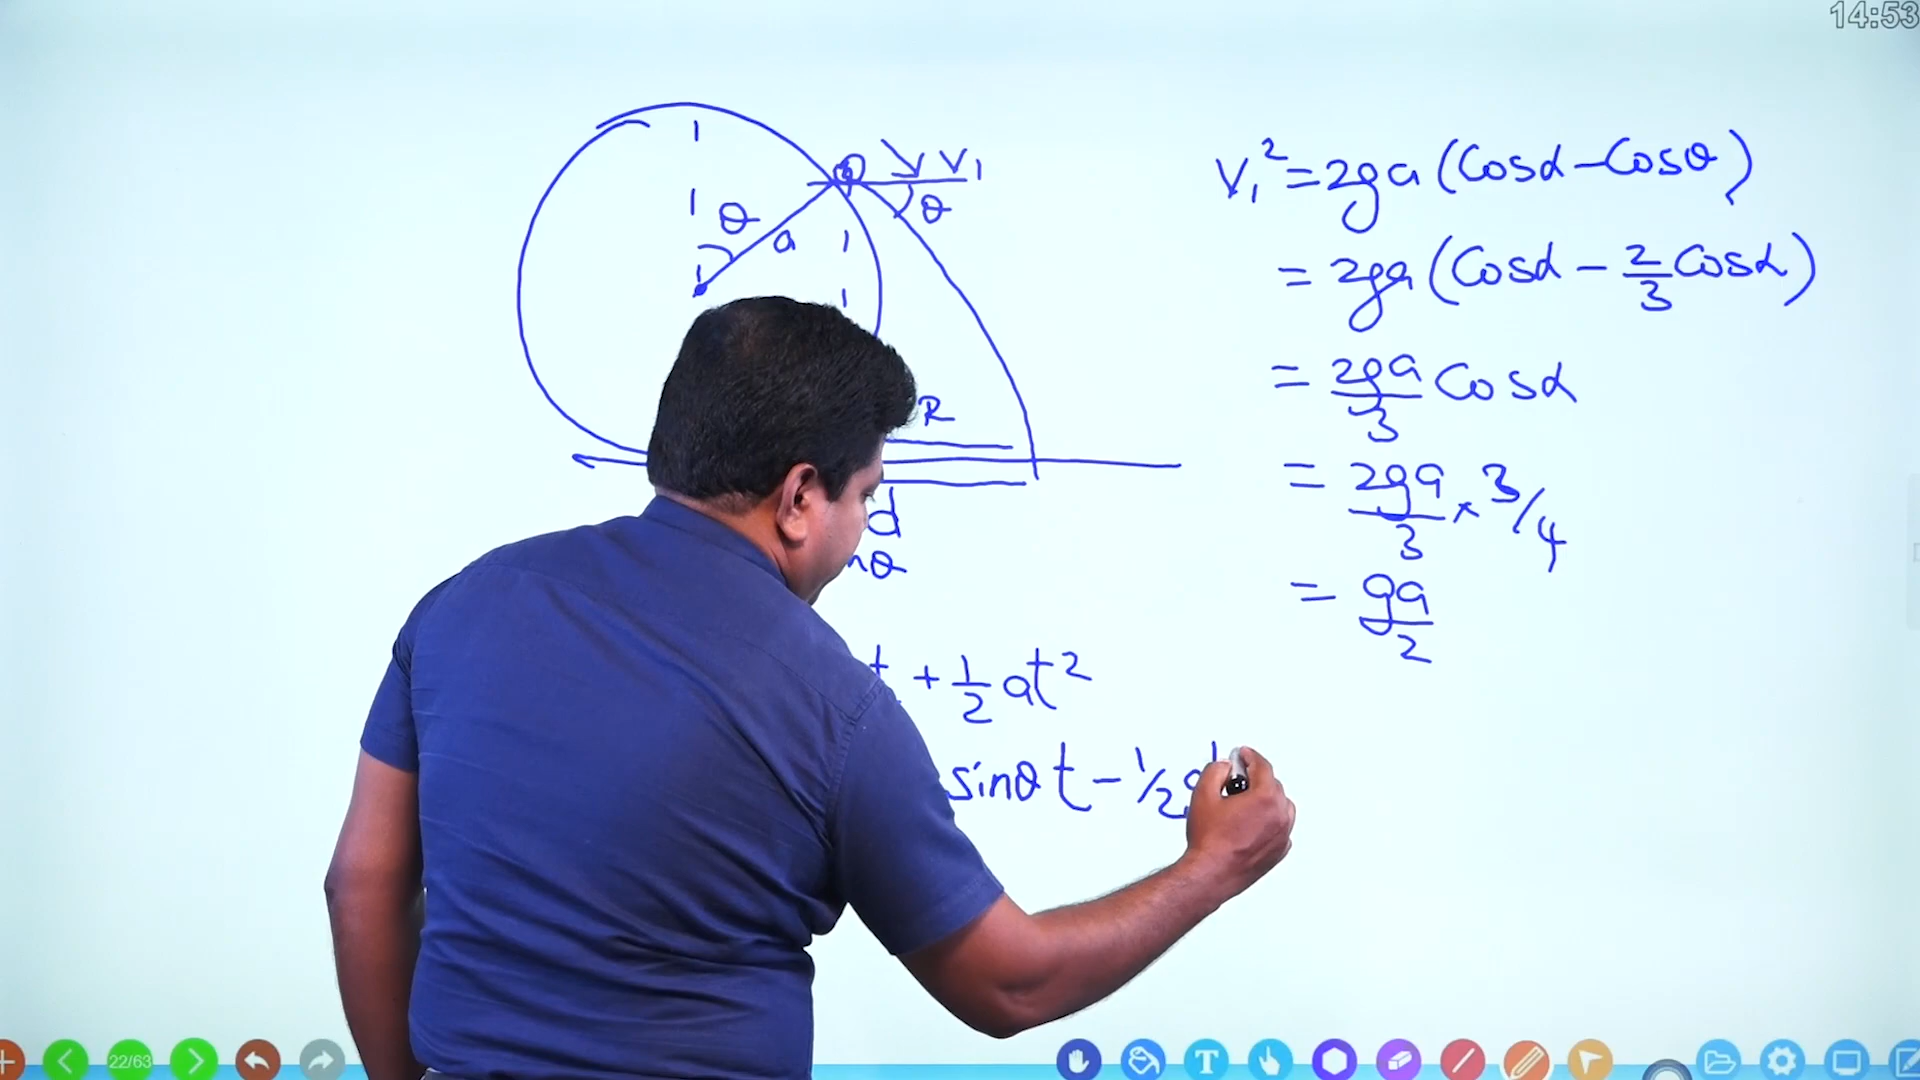 14:53
θ
a
V₁
θ
R
d
nθ
t + 1/2 at²
sinθ t - 1/2 g
V₁² = 2ga (Cosα - Cosθ)
= 2ga (Cosα - 2/3 Cosα)
= 2ga/3 Cosα
= 2ga/3 × 3/4
= ga/2
22/63
T